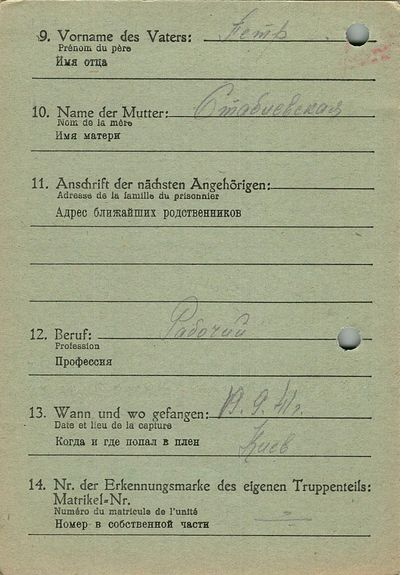 9. Vorname des Vaters: Петр
Prénom du père
Имя отца
10. Name der Mutter: Стабиевская
Nom de la mère
Имя матери
11. Anschrift der nächsten Angehörigen:
Adresse de la famille du prisonnier
Адрес ближайших родственников
12. Beruf: Рабочий
Profession
Профессия
13. Wann und wo gefangen: 19. 9. 41 г.
Date et lieu de la capture
Когда и где попал в плен Киев
14. Nr. der Erkennungsmarke des eigenen Truppenteils:
Matrikel-Nr.
Numéro du matricule de l'unité
Номер в собственной части